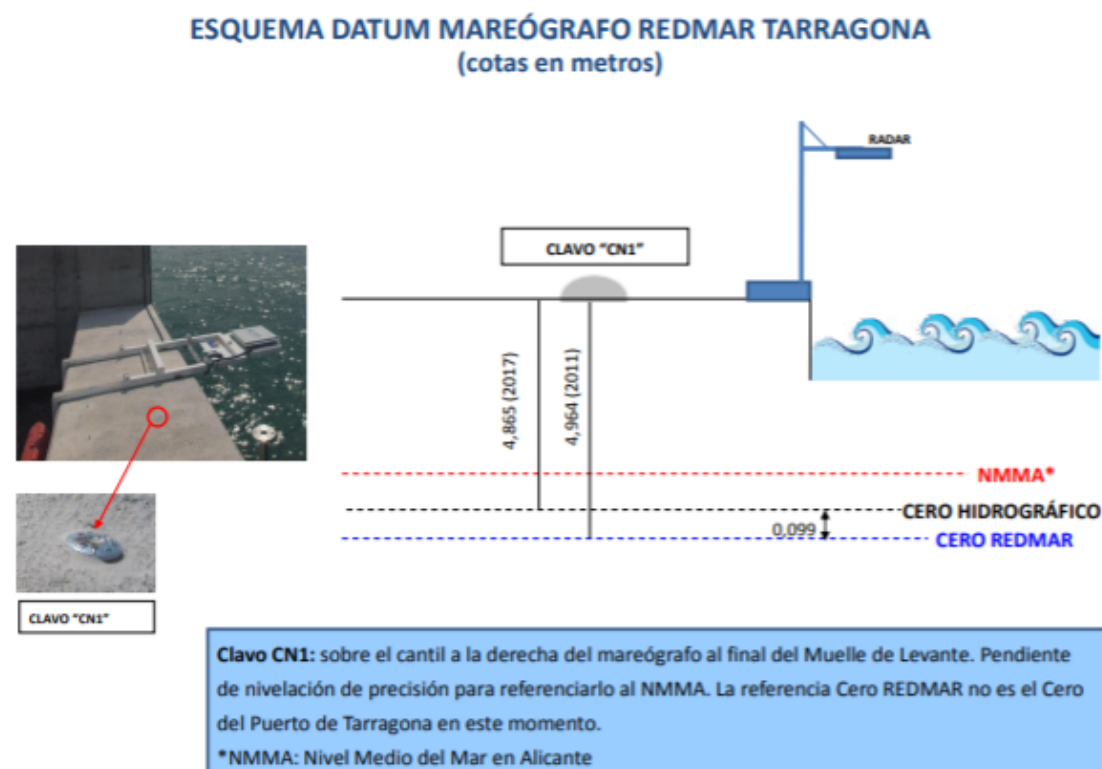 ESQUEMA DATUM MAREÓGRAFO REDMAR TARRAGONA
(cotas en metros)
RADAR
CLAVO "CN1"
4,865 (2017)
4,964 (2011)
NMMA*
CERO HIDROGRÁFICO
0,099
CERO REDMAR
CLAVO "CN1"
Clavo CN1: sobre el cantil a la derecha del mareógrafo al final del Muelle de Levante. Pendiente
de nivelación de precisión para referenciarlo al NMMA. La referencia Cero REDMAR no es el Cero
del Puerto de Tarragona en este momento.
*NMMA: Nivel Medio del Mar en Alicante